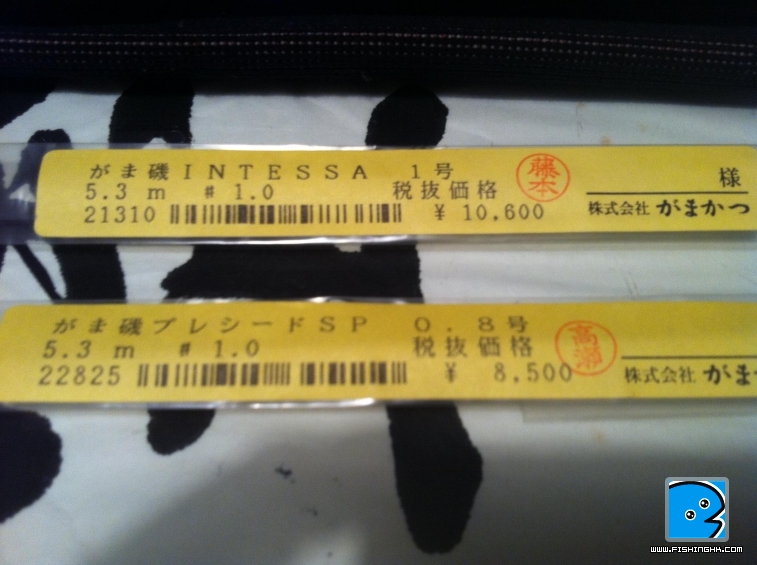 がま磯INTESSA 1号
5.3m #1.0 税抜価格
21310 ¥10,600
藤本
様
株式会社 がまかつ
がま磯プレシードSP 0.8号
5.3m #1.0 税抜価格
22825 ¥ 8,500
高瀬
株式会社 がまか
www.FISHINGHK.com